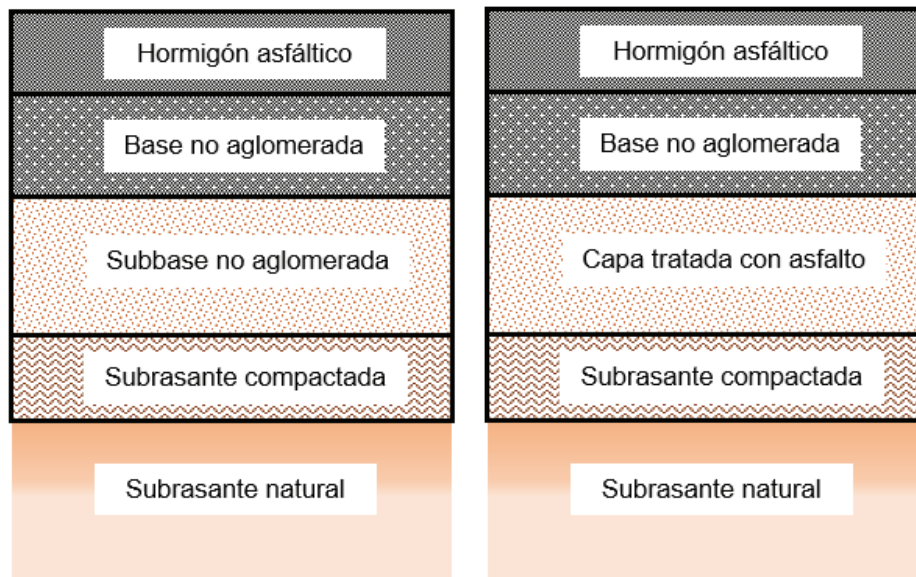 Hormigón asfáltico
Base no aglomerada
Subbase no aglomerada
Subrasante compactada
Subrasante natural
Hormigón asfáltico
Base no aglomerada
Capa tratada con asfalto
Subrasante compactada
Subrasante natural